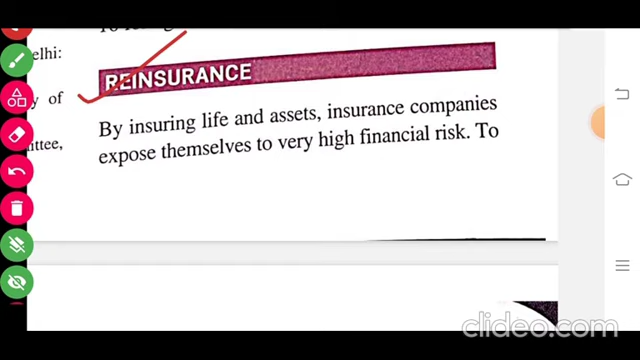 elhi:
REINSURANCE
y of
By insuring life and assets, insurance companies
ittee,
expose themselves to very high financial risk. To
clideo.com